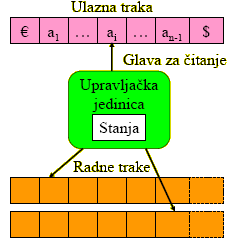 Ulazna traka
€ a1 ... ai ... an-1 $
Glava za čitanje
Upravljačka
jedinica
Stanja
Radne trake